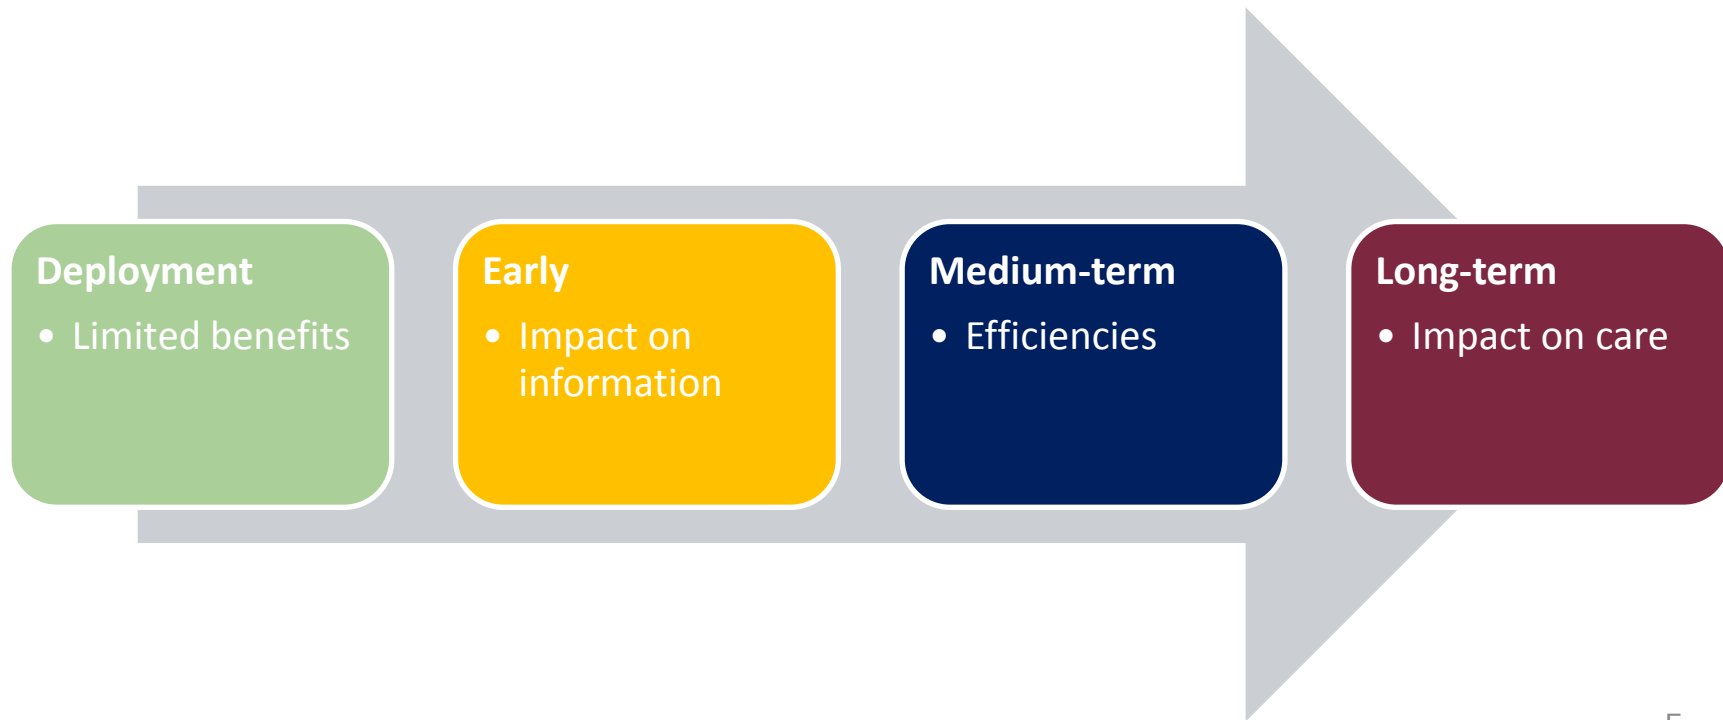 Deployment
• Limited benefits
Early
• Impact on
information
Medium-term
• Efficiencies
Long-term
• Impact on care